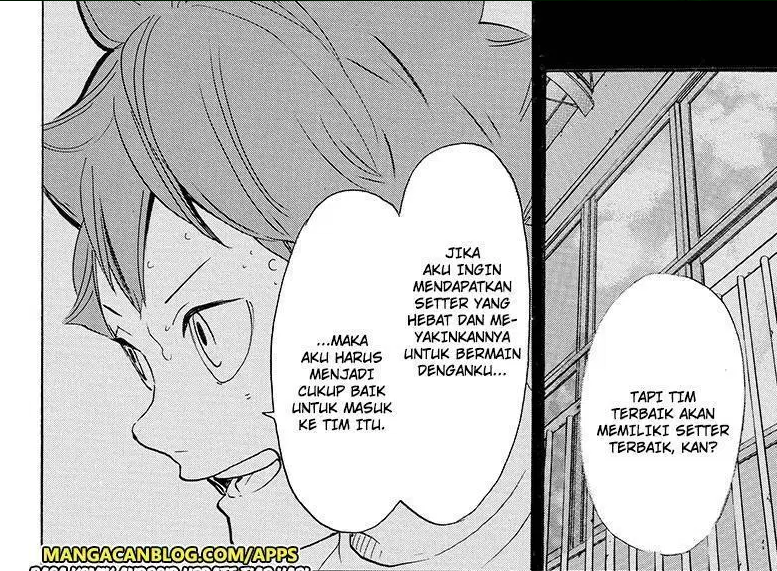 TAPI TIM
TERBAIK AKAN
MEMILIKI SETTER
TERBAIK, KAN?
JIKA
AKU INGIN
MENDAPATKAN
SETTER YANG
HEBAT DAN ME-
YAKINKANNYA
UNTUK BERMAIN
DENGANKU...
...MAKA
AKU HARUS
MENJADI
CUKUP BAIK
UNTUK MASUK
KE TIM ITU.
MANGACANBLOG.COM/APPS